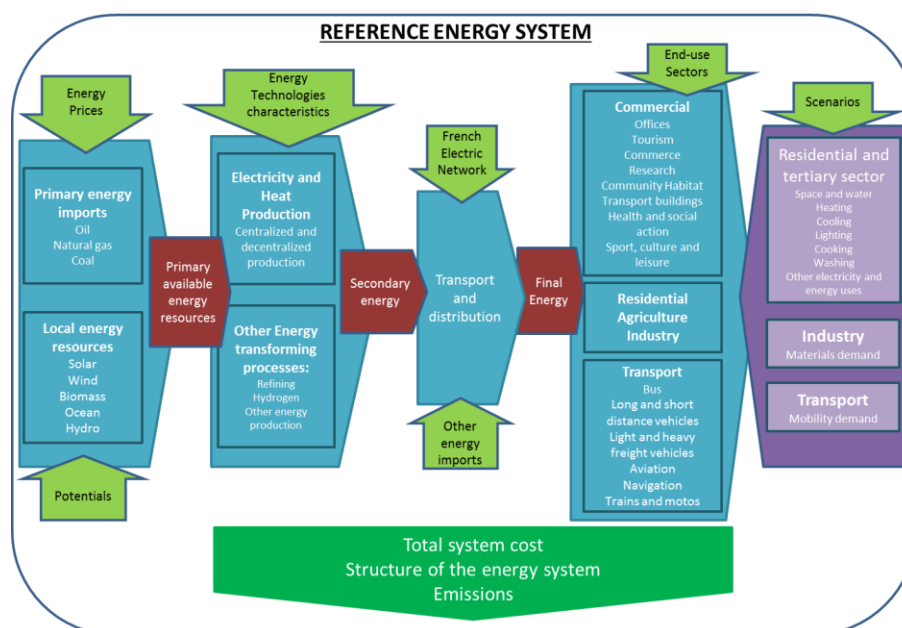 REFERENCE ENERGY SYSTEM
Energy
Prices
Primary energy
imports
Oil
Natural gas
Coal
Local energy
resources
Solar
Wind
Biomass
Ocean
Hydro
Potentials
Primary
available
energy
resources
Energy
Technologies
characteristics
Electricity and
Heat Production
Centralized and
decentralized
production
Other Energy
transforming
processes:
Refining
Hydrogen
Other energy
production
Secondary
energy
French
Electric
Network
Transport and
distribution
Other
energy
imports
Final
Energy
End-use
Sectors
Commercial
Offices
Tourism
Commerce
Research
Community Habitat
Transport buildings
Health and social
action
Sport, culture and
leisure
Residential
Agriculture
Industry
Transport
Bus
Long and short
distance vehicles
Light and heavy
freight vehicles
Aviation
Navigation
Trains and motos
Scenarios
Residential and
tertiary sector
Space and water
Heating
Cooling
Lighting
Cooking
Washing
Other electricity and
energy uses
Industry
Materials demand
Transport
Mobility demand
Total system cost
Structure of the energy system
Emissions